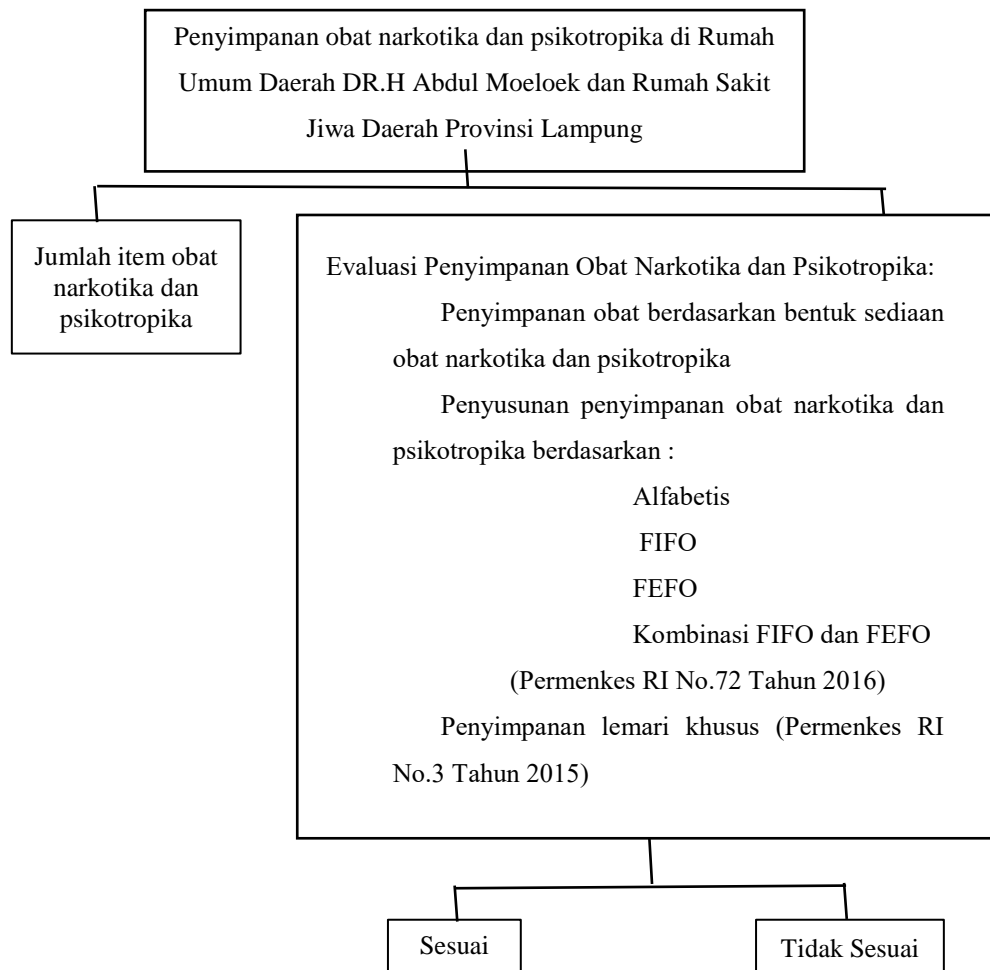 Penyimpanan obat narkotika dan psikotropika di Rumah
Umum Daerah DR.H Abdul Moeloek dan Rumah Sakit
Jiwa Daerah Provinsi Lampung
Jumlah item obat
narkotika dan
psikotropika
Evaluasi Penyimpanan Obat Narkotika dan Psikotropika:
Penyimpanan obat berdasarkan bentuk sediaan
obat narkotika dan psikotropika
Penyusunan penyimpanan obat narkotika dan
psikotropika berdasarkan :
Alfabetis
FIFO
FEFO
Kombinasi FIFO dan FEFO
(Permenkes RI No.72 Tahun 2016)
Penyimpanan lemari khusus (Permenkes RI
No.3 Tahun 2015)
Sesuai
Tidak Sesuai